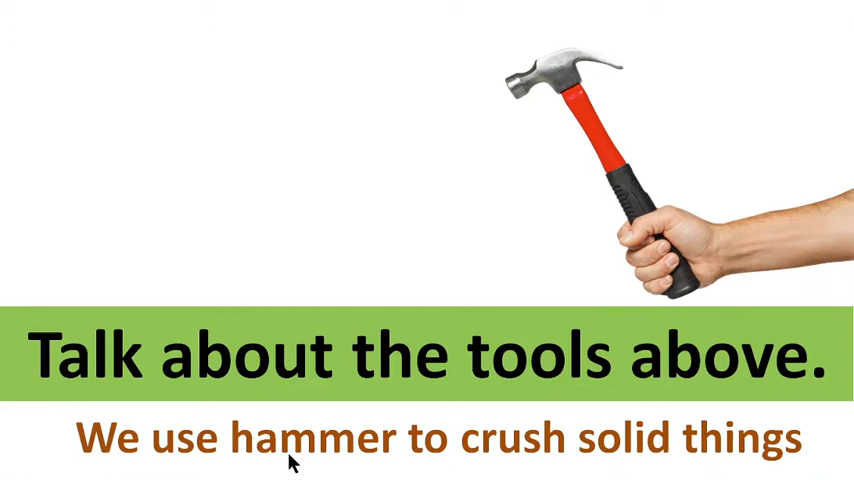 Talk about the tools above.
We use hammer to crush solid things